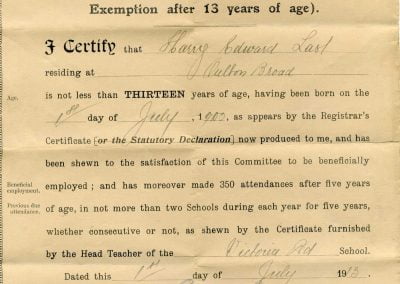 Exemption after 13 years of age).
I Certify that Harry Edward Last
residing at Oulton Broad
Age. is not less than THIRTEEN years of age, having been born on the
1st day of July, 1900, as appears by the Registrar's
Certificate [or the Statutory Declaration] now produced to me, and has
been shewn to the satisfaction of this Committee to be beneficially
Beneficial employment. employed ; and has moreover made 350 attendances after five years
Previous due attendance. of age, in not more than two Schools during each year for five years,
whether consecutive or not, as shewn by the Certificate furnished
by the Head Teacher of the Victoria Rd School.
Dated this 1st day of July 1913.